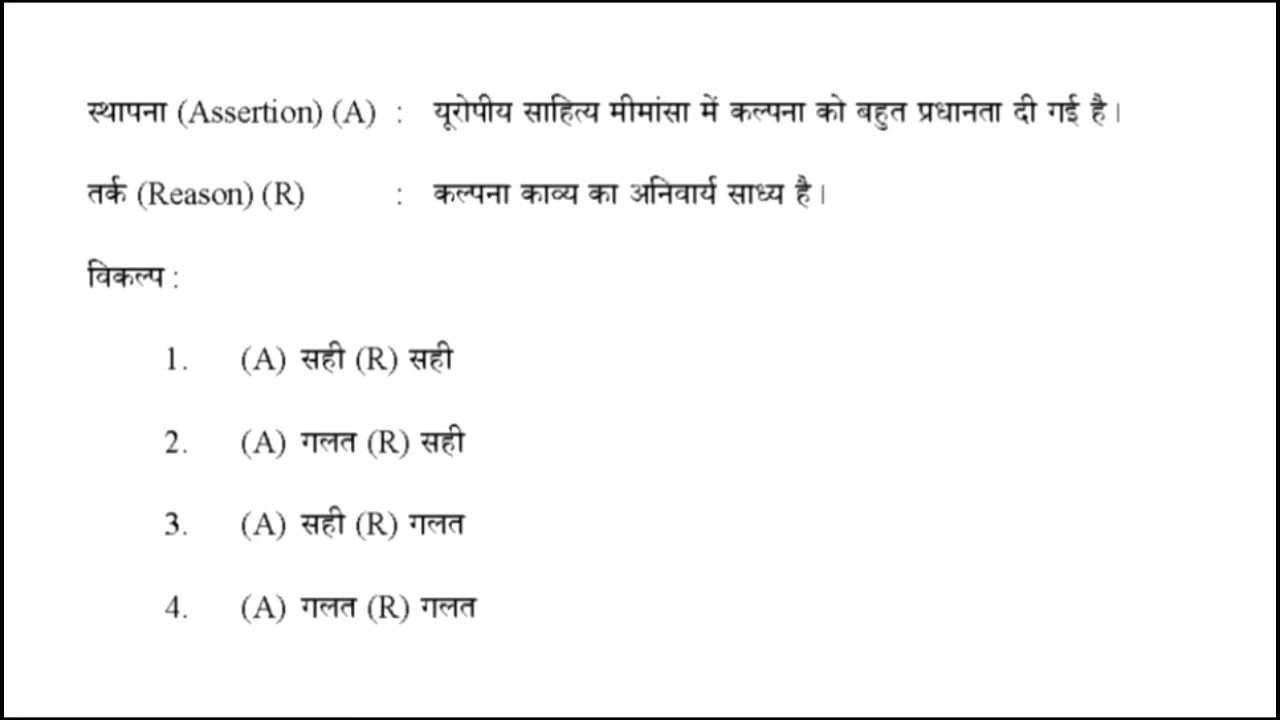 स्थापना (Assertion) (A) : यूरोपीय साहित्य मीमांसा में कल्पना को बहुत प्रधानता दी गई है।
तर्क (Reason) (R) : कल्पना काव्य का अनिवार्य साध्य है।
विकल्प :
1. (A) सही (R) सही
2. (A) गलत (R) सही
3. (A) सही (R) गलत
4. (A) गलत (R) गलत